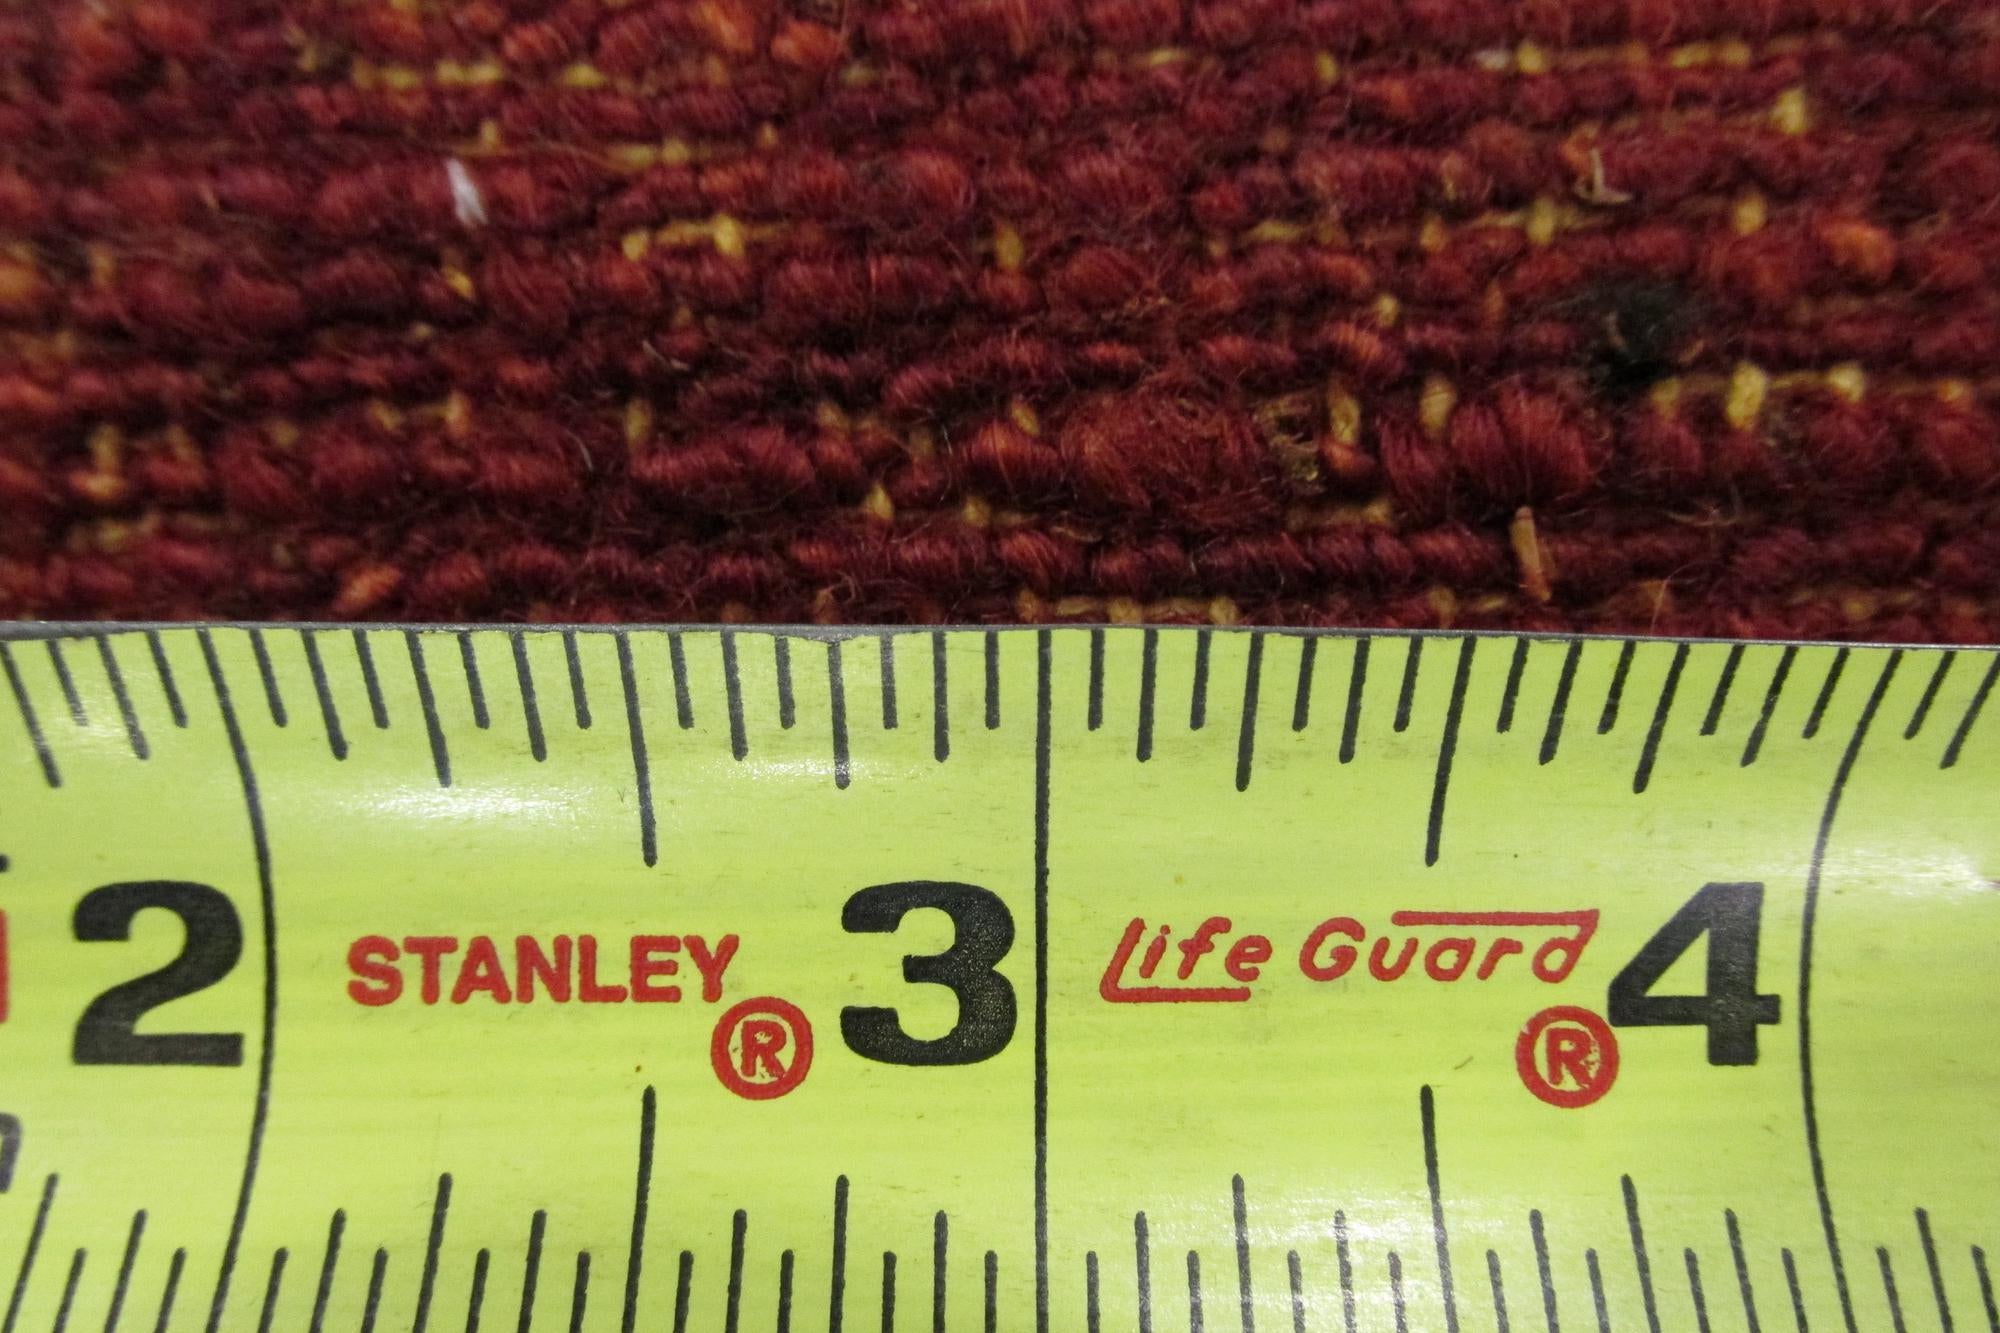 2 STANLEY ® 3 Life Guard ® 4